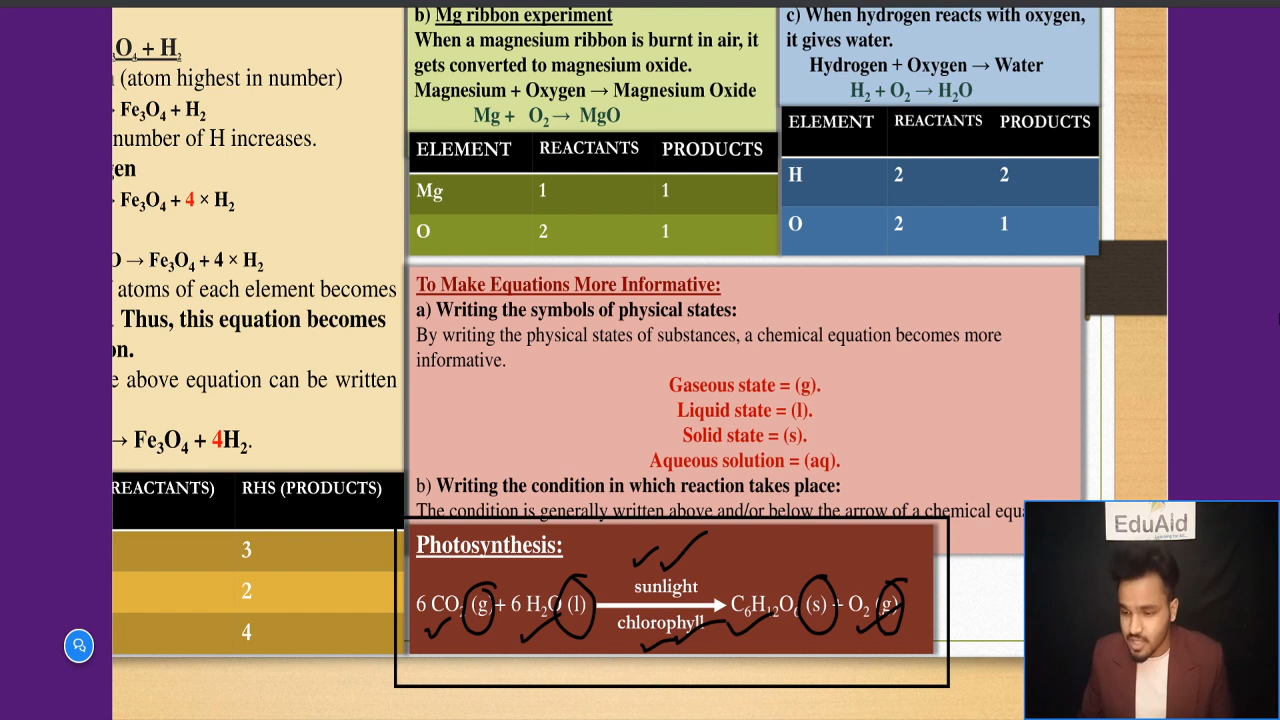 O₄ + H₂
(atom highest in number)
Fe₃O₄ + H₂
number of H increases.
Fe₃O₄ + 4 × H₂
O → Fe₃O₄ + 4 × H₂
atoms of each element becomes
. Thus, this equation becomes
on.
above equation can be written
→ Fe₃O₄ + 4H₂.
REACTANTS) RHS (PRODUCTS)
3
2
4
b) Mg ribbon experiment
When a magnesium ribbon is burnt in air, it
gets converted to magnesium oxide.
Magnesium + Oxygen → Magnesium Oxide
Mg + O₂ → MgO
ELEMENT REACTANTS PRODUCTS
Mg 1 1
O 2 1
c) When hydrogen reacts with oxygen,
it gives water.
Hydrogen + Oxygen → Water
H₂ + O₂ → H₂O
ELEMENT REACTANTS PRODUCTS
H 2 2
O 2 1
To Make Equations More Informative:
a) Writing the symbols of physical states:
By writing the physical states of substances, a chemical equation becomes more
informative.
Gaseous state = (g).
Liquid state = (l).
Solid state = (s).
Aqueous solution = (aq).
b) Writing the condition in which reaction takes place:
The condition is generally written above and/or below the arrow of a chemical equa
Photosynthesis:
sunlight
6 CO₂ (g) + 6 H₂O (l) → C₆H₁₂O₆ (s) + O₂ (g)
chlorophyll
EduAid